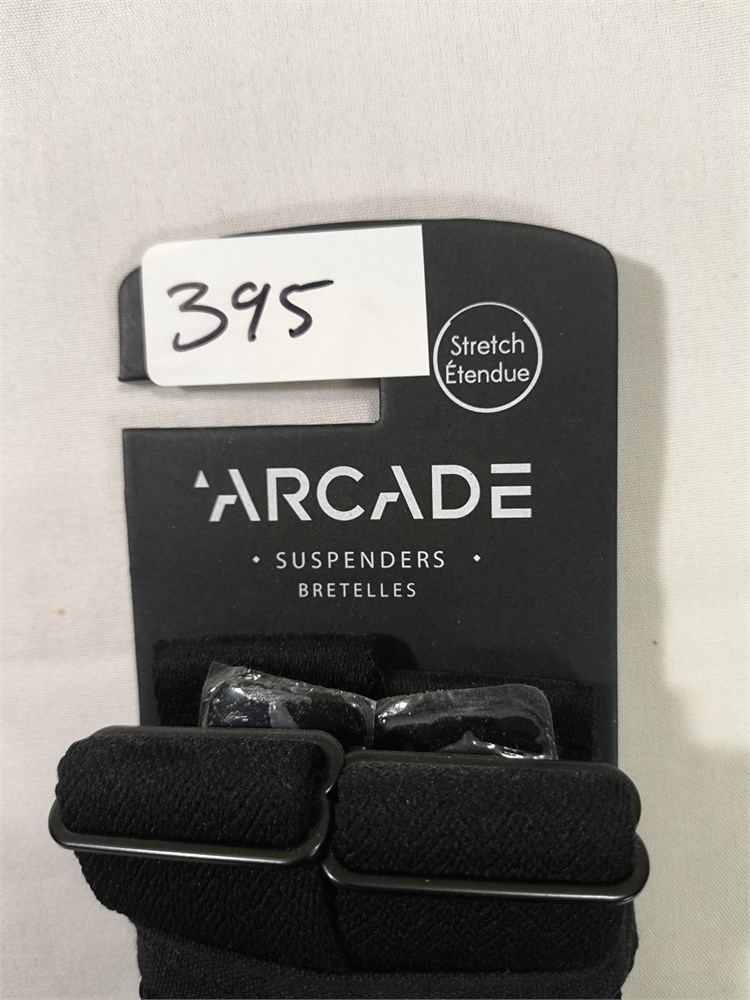 395
Stretch
Étendue
ARCADE
• SUSPENDERS •
BRETELLES